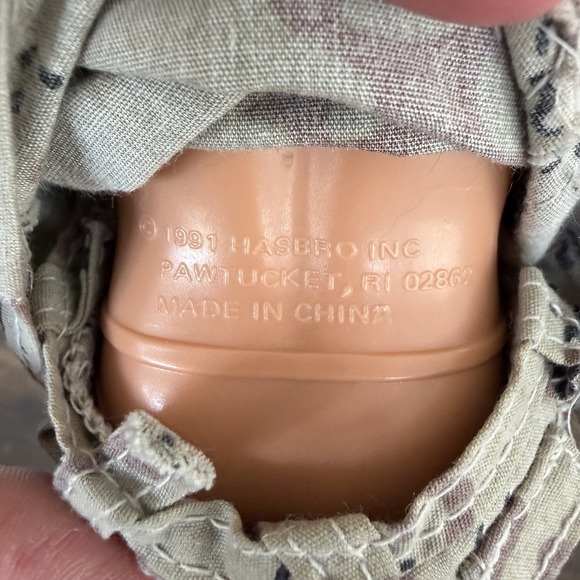 © 1991 HASBRO INC
PAWTUCKET, RI 02862
MADE IN CHINA